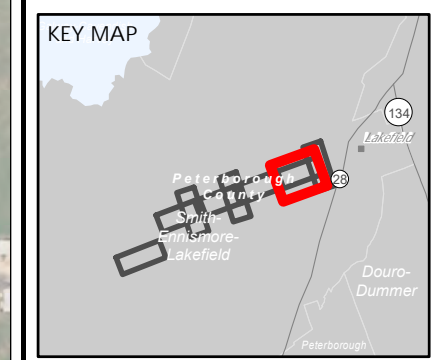 KEY MAP
134
Lakefield
Peterborough
County
28
Smith-
Ennismore-
Lakefield
Douro-
Dummer
Peterborough